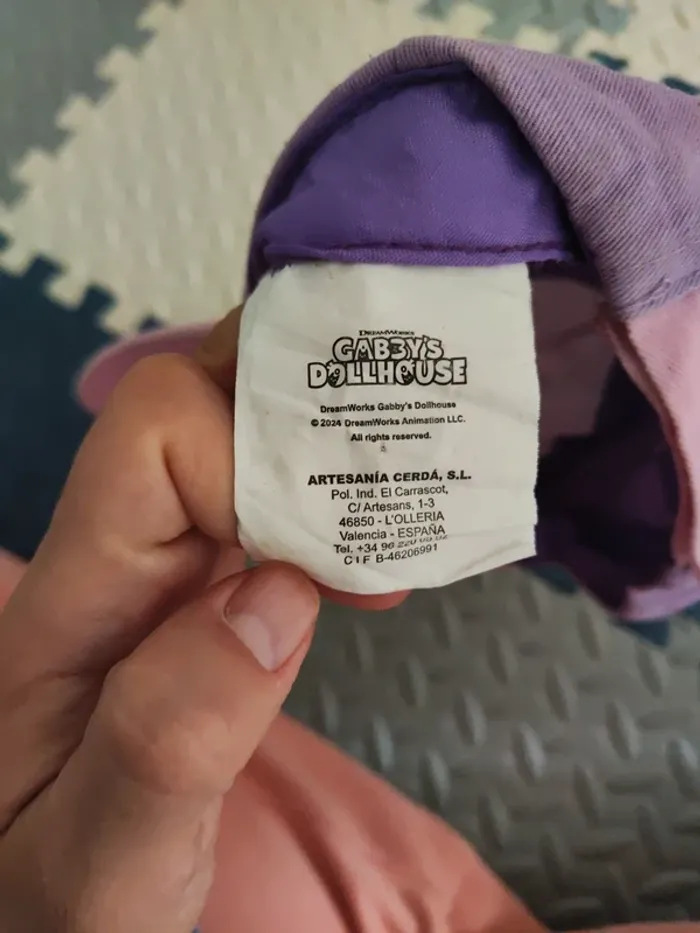 DREAMWORKS
GABBY'S
DOLLHOUSE
DreamWorks Gabby's Dollhouse
© 2024 DreamWorks Animation LLC.
All rights reserved.
ARTESANÍA CERDÁ, S.L.
Pol. Ind. El Carrascot,
C/ Artesans, 1-3
46850 - L'OLLERIA
Valencia - ESPAÑA
Tel. +34 96 220
C I F B-46206991